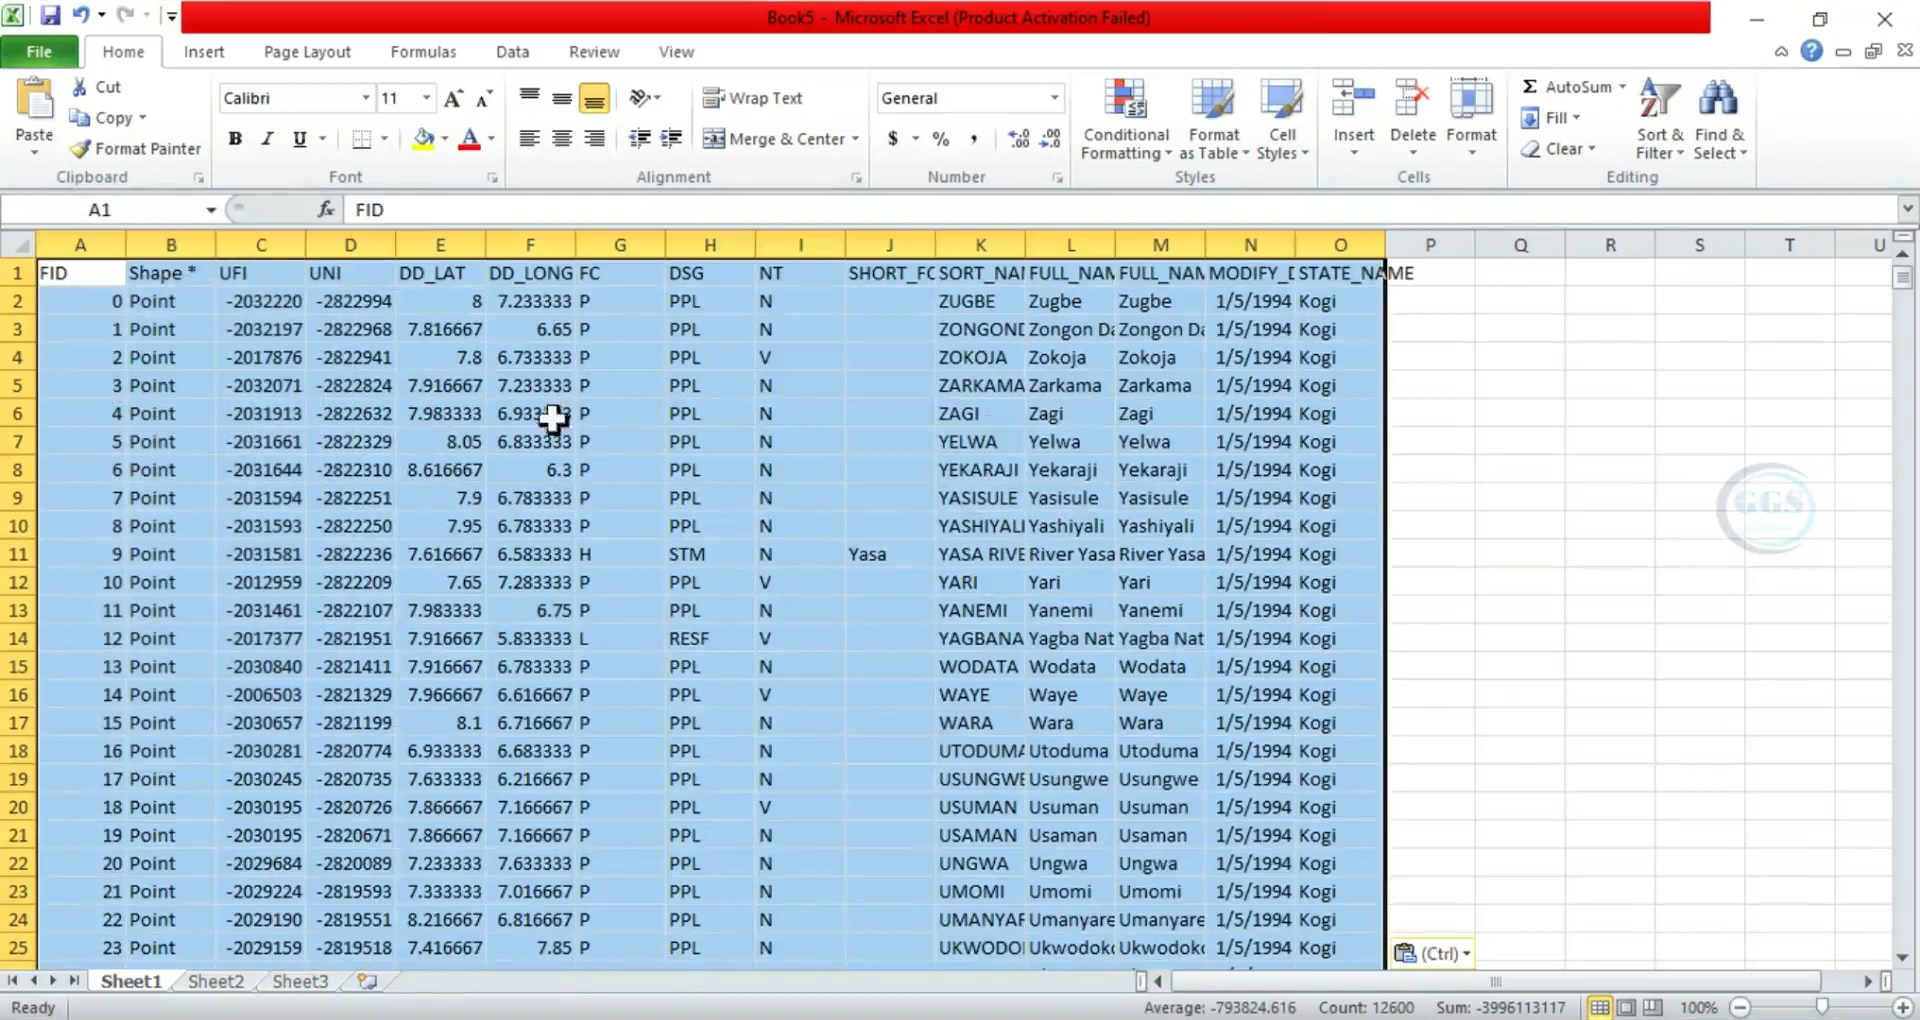 Book5 - Microsoft Excel (Product Activation Failed)
File Home Insert Page Layout Formulas Data Review View
Cut
Copy
Format Painter
Paste
Clipboard
Calibri 11
B I U
Font
Wrap Text
Merge & Center
Alignment
General
$ % ,
Number
Conditional Formatting
Format as Table
Cell Styles
Styles
Insert Delete Format
Cells
AutoSum
Fill
Clear
Sort & Filter
Find & Select
Editing
A1 fx FID
A B C D E F G H I J K L M N O P Q R S T U
1 FID Shape * UFI UNI DD_LAT DD_LONG FC DSG NT SHORT_FO SORT_NAM FULL_NAM FULL_NAM MODIFY_D STATE_NAME
2 0 Point -2032220 -2822994 8 7.233333 P PPL N ZUGBE Zugbe Zugbe 1/5/1994 Kogi
3 1 Point -2032197 -2822968 7.816667 6.65 P PPL N ZONGOND Zongon Da Zongon Da 1/5/1994 Kogi
4 2 Point -2017876 -2822941 7.8 6.733333 P PPL V ZOKOJA Zokoja Zokoja 1/5/1994 Kogi
5 3 Point -2032071 -2822824 7.916667 7.233333 P PPL N ZARKAMA Zarkama Zarkama 1/5/1994 Kogi
6 4 Point -2031913 -2822632 7.983333 P PPL N ZAGI Zagi Zagi 1/5/1994 Kogi
7 5 Point -2031661 -2822329 8.05 6.833333 P PPL N YELWA Yelwa Yelwa 1/5/1994 Kogi
8 6 Point -2031644 -2822310 8.616667 6.3 P PPL N YEKARAJI Yekaraji Yekaraji 1/5/1994 Kogi
9 7 Point -2031594 -2822251 7.9 6.783333 P PPL N YASISULE Yasisule Yasisule 1/5/1994 Kogi
10 8 Point -2031593 -2822250 7.95 6.783333 P PPL N YASHIYALI Yashiyali Yashiyali 1/5/1994 Kogi
11 9 Point -2031581 -2822236 7.616667 6.583333 H STM N Yasa YASA RIVE River Yasa River Yasa 1/5/1994 Kogi
12 10 Point -2012959 -2822209 7.65 7.283333 P PPL V YARI Yari Yari 1/5/1994 Kogi
13 11 Point -2031461 -2822107 7.983333 6.75 P PPL N YANEMI Yanemi Yanemi 1/5/1994 Kogi
14 12 Point -2017377 -2821951 7.916667 5.833333 L RESF V YAGBANA Yagba Nat Yagba Nat 1/5/1994 Kogi
15 13 Point -2030840 -2821411 7.916667 6.783333 P PPL N WODATA Wodata Wodata 1/5/1994 Kogi
16 14 Point -2006503 -2821329 7.966667 6.616667 P PPL V WAYE Waye Waye 1/5/1994 Kogi
17 15 Point -2030657 -2821199 8.1 6.716667 P PPL N WARA Wara Wara 1/5/1994 Kogi
18 16 Point -2030281 -2820774 6.933333 6.683333 P PPL N UTODUMA Utoduma Utoduma 1/5/1994 Kogi
19 17 Point -2030245 -2820735 7.633333 6.216667 P PPL N USUNGWE Usungwe Usungwe 1/5/1994 Kogi
20 18 Point -2030195 -2820726 7.866667 7.166667 P PPL V USUMAN Usuman Usuman 1/5/1994 Kogi
21 19 Point -2030195 -2820671 7.866667 7.166667 P PPL N USAMAN Usaman Usaman 1/5/1994 Kogi
22 20 Point -2029684 -2820089 7.233333 7.633333 P PPL N UNGWA Ungwa Ungwa 1/5/1994 Kogi
23 21 Point -2029224 -2819593 7.333333 7.016667 P PPL N UMOMI Umomi Umomi 1/5/1994 Kogi
24 22 Point -2029190 -2819551 8.216667 6.816667 P PPL N UMANYAR Umanyare Umanyare 1/5/1994 Kogi
25 23 Point -2029159 -2819518 7.416667 7.85 P PPL N UKWODO Ukwodoko Ukwodoko 1/5/1994 Kogi
GGS
(Ctrl)
Sheet1 Sheet2 Sheet3
Ready Average: -793824.616 Count: 12600 Sum: -3996113117 100%